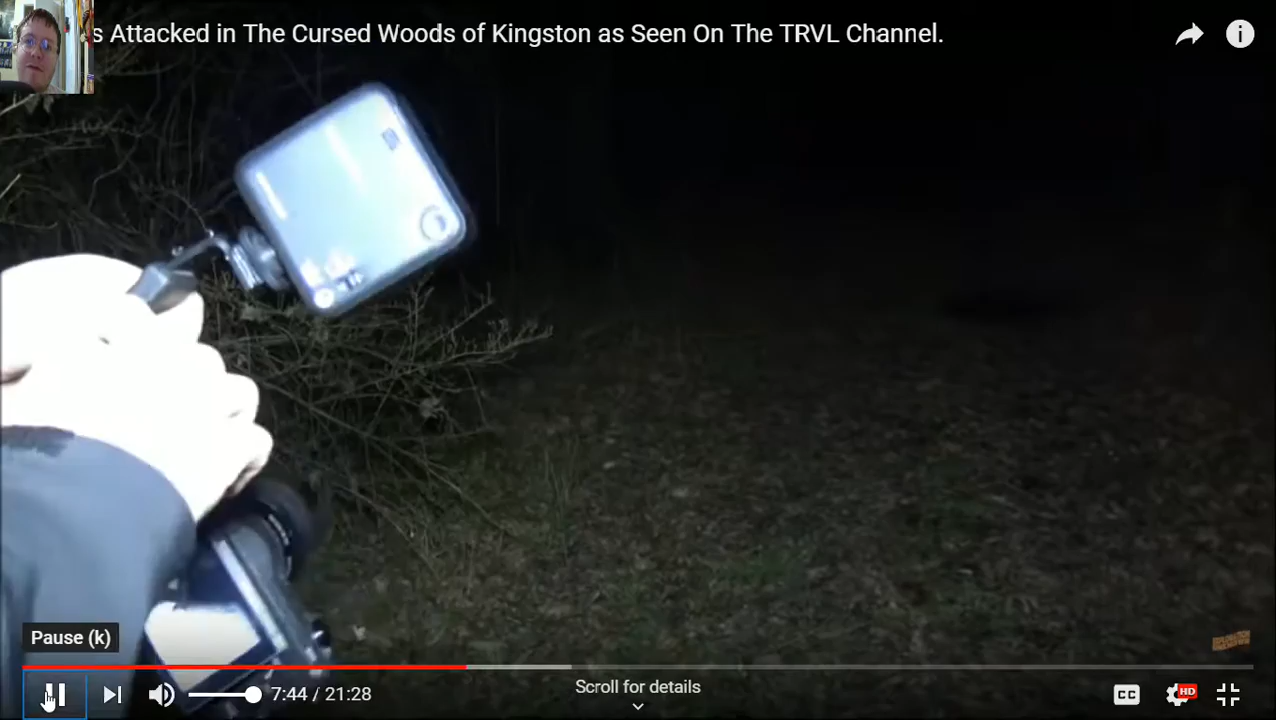 s Attacked in The Cursed Woods of Kingston as Seen On The TRVL Channel.
Pause (k)
7:44 / 21:28
Scroll for details
CC
HD